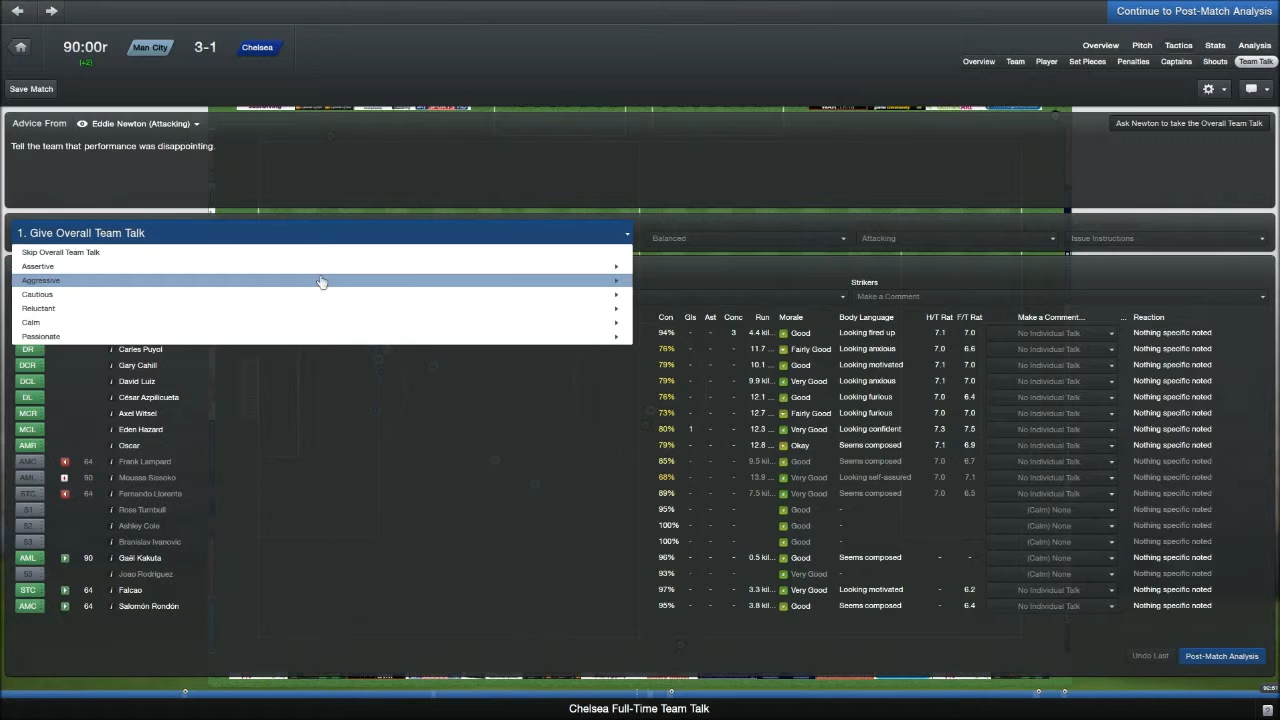 Continue to Post-Match Analysis
90:00r Man City 3-1 Chelsea
(+2)
Overview Pitch Tactics Stats Analysis
Overview Team Player Set Pieces Penalties Captains Shouts Team Talk
Save Match
Advice From Eddie Newton (Attacking)
Ask Newton to take the Overall Team Talk
Tell the team that performance was disappointing.
1. Give Overall Team Talk
Balanced Attacking Issue Instructions
Skip Overall Team Talk
Assertive
Aggressive
Cautious
Reluctant
Calm
Passionate
Strikers
Make a Comment
Con Gls Ast Conc Run Morale Body Language H/T Rat F/T Rat Make a Comment... ... Reaction
94% - - 3 4.4 kil... Good Looking fired up 7.1 7.0 No Individual Talk Nothing specific noted
DR i Carles Puyol 76% - - - 11.7 ... Fairly Good Looking anxious 7.0 6.6 No Individual Talk Nothing specific noted
DCR i Gary Cahill 79% - - - 10.1 ... Good Looking motivated 7.1 7.0 No Individual Talk Nothing specific noted
DCL i David Luiz 79% - - - 9.9 kil... Very Good Looking anxious 7.1 7.0 No Individual Talk Nothing specific noted
DL i César Azpilicueta 76% - - - 12.1 ... Good Looking furious 7.0 6.4 No Individual Talk Nothing specific noted
MCR i Axel Witsel 73% - - - 12.7 ... Fairly Good Looking furious 7.0 7.0 No Individual Talk Nothing specific noted
MCL i Eden Hazard 80% 1 - - 12.3 ... Very Good Looking confident 7.3 7.5 No Individual Talk Nothing specific noted
AMR i Oscar 79% - - - 12.8 ... Okay Seems composed 7.1 6.9 No Individual Talk Nothing specific noted
AMC 64 i Frank Lampard 85% - - - 9.5 kil... Good Seems composed 7.0 6.7 No Individual Talk Nothing specific noted
AML 90 i Moussa Sissoko 68% - - - 13.9 ... Very Good Looking self-assured 7.0 7.1 No Individual Talk Nothing specific noted
STC 64 i Fernando Llorente 89% - - - 7.5 kil... Very Good Seems composed 7.0 6.5 No Individual Talk Nothing specific noted
S1 i Ross Turnbull 95% - - - Good - (Calm) None Nothing specific noted
S2 i Ashley Cole 100% - - - Good - (Calm) None Nothing specific noted
S3 i Branislav Ivanovic 100% - - - Good - (Calm) None Nothing specific noted
AML 90 i Gaël Kakuta 96% - - - 0.5 kil... Good Seems composed - - (Calm) None Nothing specific noted
S5 i Joao Rodríguez 93% - - - Very Good - (Calm) None Nothing specific noted
STC 64 i Falcao 97% - - - 3.3 kil... Very Good Looking motivated - 6.2 No Individual Talk Nothing specific noted
AMC 64 i Salomón Rondón 95% - - - 3.8 kil... Good Seems composed - 6.4 No Individual Talk Nothing specific noted
Undo Last Post-Match Analysis
Chelsea Full-Time Team Talk